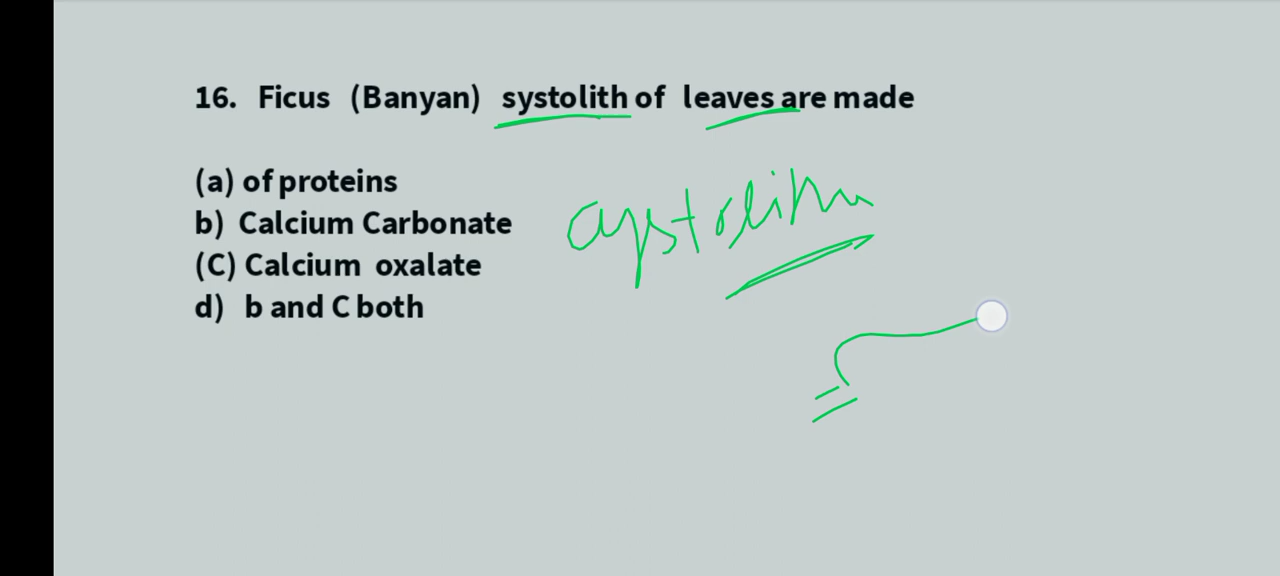 16. Ficus (Banyan) systolith of leaves are made
(a) of proteins
b) Calcium Carbonate
cystolith
(C) Calcium oxalate
d) b and C both